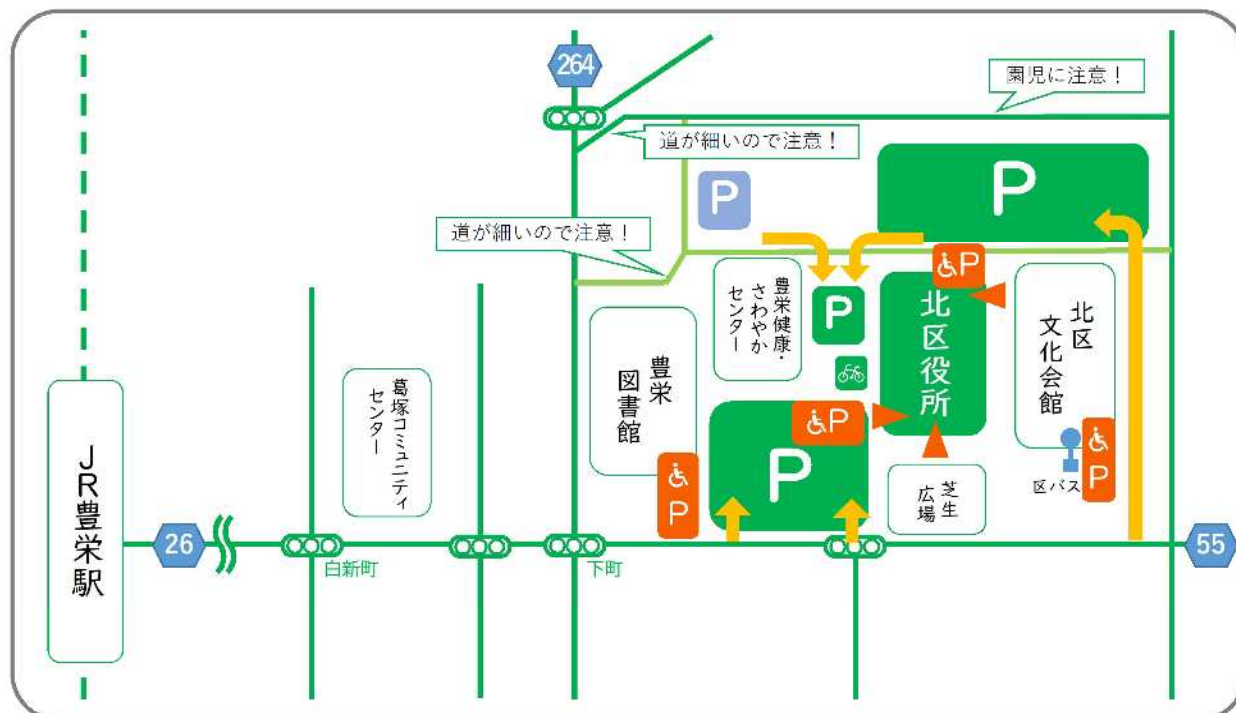 264
園児に注意！
道が細いので注意！
P
P
道が細いので注意！
P
豊栄健康・
さわやか
センター
P
北区役所
北区
文化会館
豊栄
図書館
葛塚コミュニティ
センター
P
P
P
P
区バス
芝生
広場
JR豊栄駅
26
白新町
下町
55